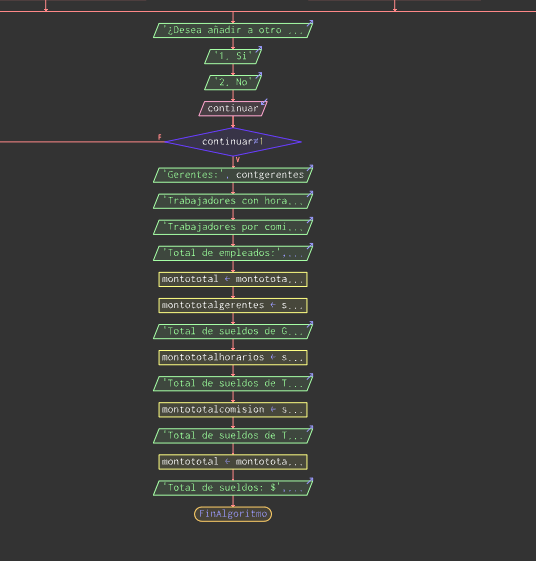 '¿Desea añadir a otro ...
'1. Si'
'2. No'
continuar
F
continuar≠1
V
'Gerentes:', contgerentes
'Trabajadores con hora...
'Trabajadores por comi...
'Total de empleados:',...
montototal ← montotota...
montototalgerentes ← s...
'Total de sueldos de G...
montototalhorarios ← s...
'Total de sueldos de T...
montototalcomision ← s...
'Total de sueldos de T...
montototal ← montotota...
'Total de sueldos: $',...
FinAlgoritmo